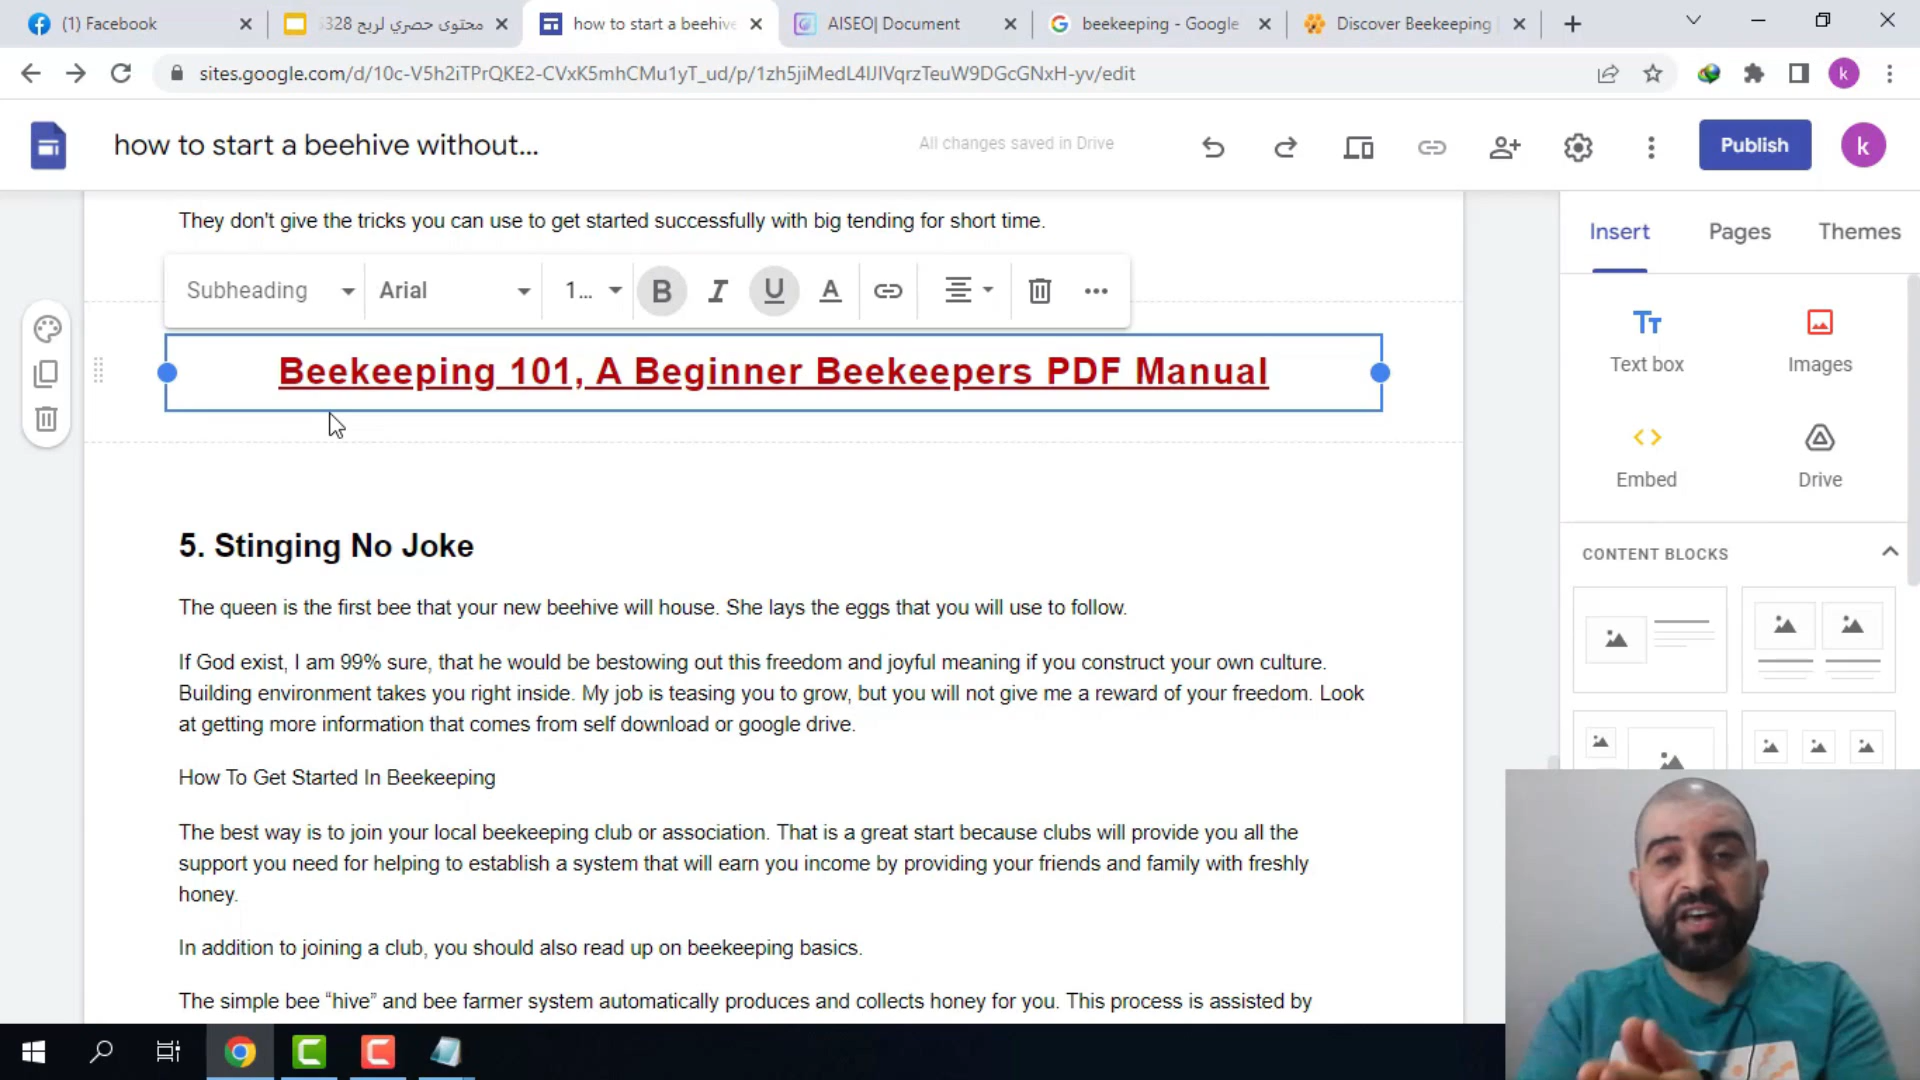 (1) Facebook
محتوى حصري لربح 5328
how to start a beehive
AISEO| Document
beekeeping - Google
Discover Beekeeping
sites.google.com/d/10c-V5h2iTPrQKE2-CVxK5mhCMu1yT_ud/p/1zh5jiMedL4IJIVqrzTeuW9DGcGNxH-yv/edit
k
how to start a beehive without...
All changes saved in Drive
Publish
k
They don't give the tricks you can use to get started successfully with big tending for short time.
Subheading
Arial
1...
B
I
U
A
Beekeeping 101, A Beginner Beekeepers PDF Manual
5. Stinging No Joke
The queen is the first bee that your new beehive will house. She lays the eggs that you will use to follow.
If God exist, I am 99% sure, that he would be bestowing out this freedom and joyful meaning if you construct your own culture.
Building environment takes you right inside. My job is teasing you to grow, but you will not give me a reward of your freedom. Look
at getting more information that comes from self download or google drive.
How To Get Started In Beekeeping
The best way is to join your local beekeeping club or association. That is a great start because clubs will provide you all the
support you need for helping to establish a system that will earn you income by providing your friends and family with freshly
honey.
In addition to joining a club, you should also read up on beekeeping basics.
The simple bee “hive” and bee farmer system automatically produces and collects honey for you. This process is assisted by
Insert
Pages
Themes
Tт
Text box
Images
Embed
Drive
CONTENT BLOCKS